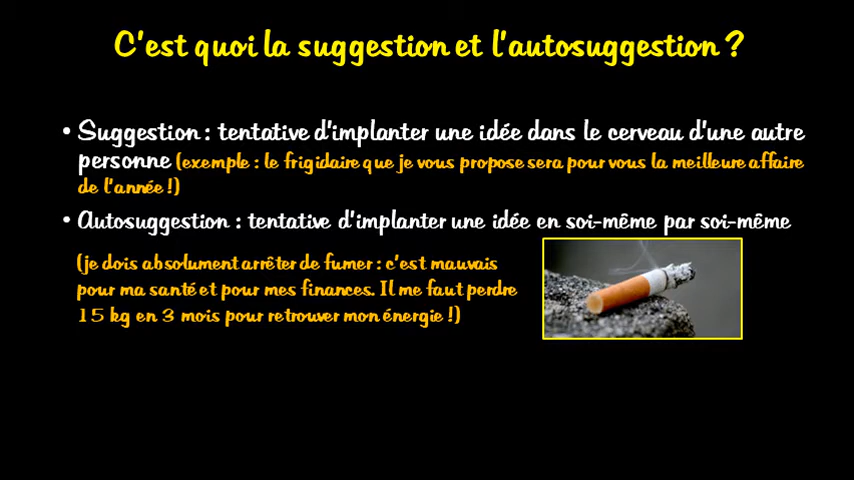 C'est quoi la suggestion et l'autosuggestion ?
• Suggestion : tentative d'implanter une idée dans le cerveau d'une autre
personne (exemple : le frigidaire que je vous propose sera pour vous la meilleure affaire
de l'année !)
• Autosuggestion : tentative d'implanter une idée en soi-même par soi-même
(je dois absolument arrêter de fumer : c'est mauvais
pour ma santé et pour mes finances. Il me faut perdre
15 kg en 3 mois pour retrouver mon énergie !)